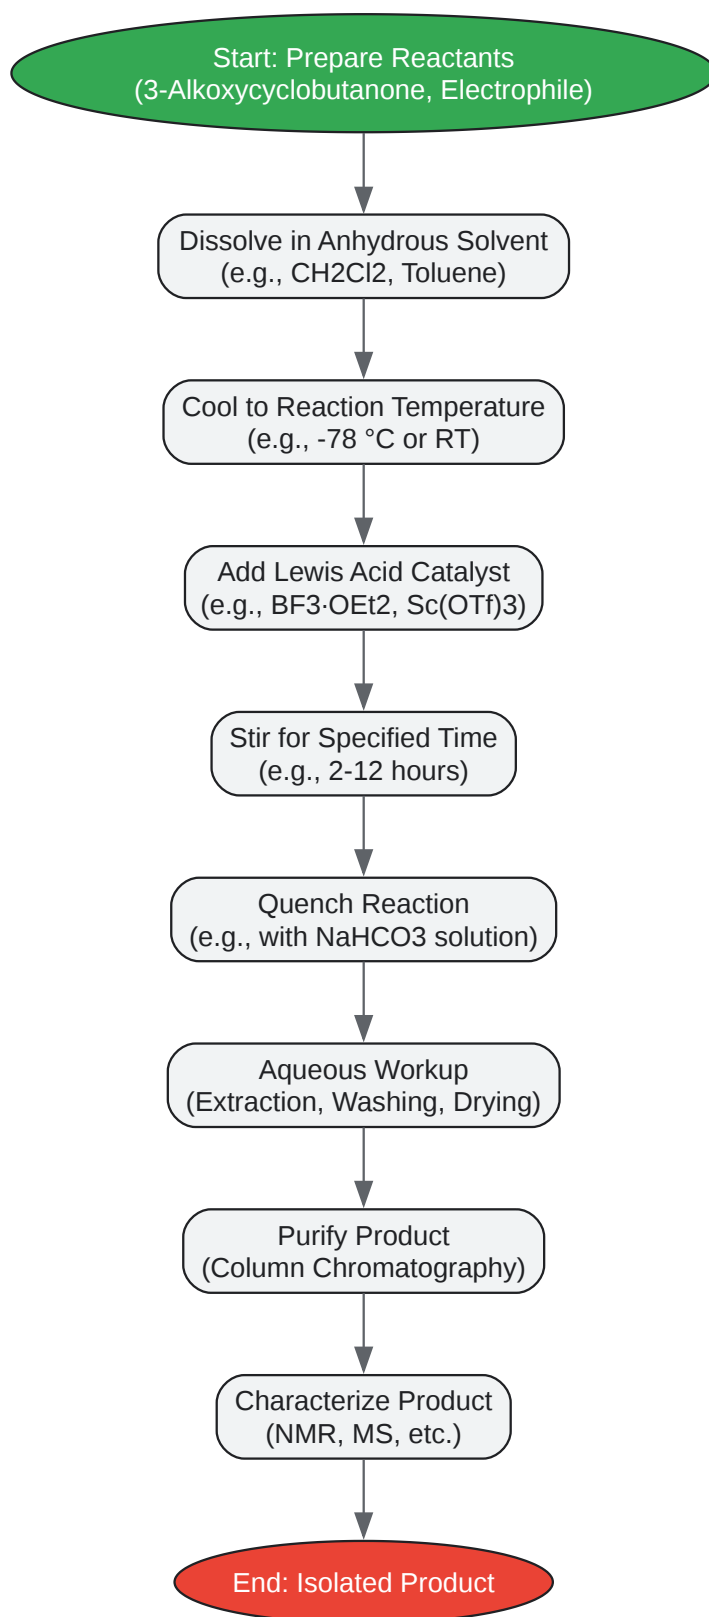 Start: Prepare Reactants
(3-Alkoxycyclobutanone, Electrophile)
Dissolve in Anhydrous Solvent
(e.g., CH2Cl2, Toluene)
Cool to Reaction Temperature
(e.g., -78 °C or RT)
Add Lewis Acid Catalyst
(e.g., BF3·OEt2, Sc(OTf)3)
Stir for Specified Time
(e.g., 2-12 hours)
Quench Reaction
(e.g., with NaHCO3 solution)
Aqueous Workup
(Extraction, Washing, Drying)
Purify Product
(Column Chromatography)
Characterize Product
(NMR, MS, etc.)
End: Isolated Product